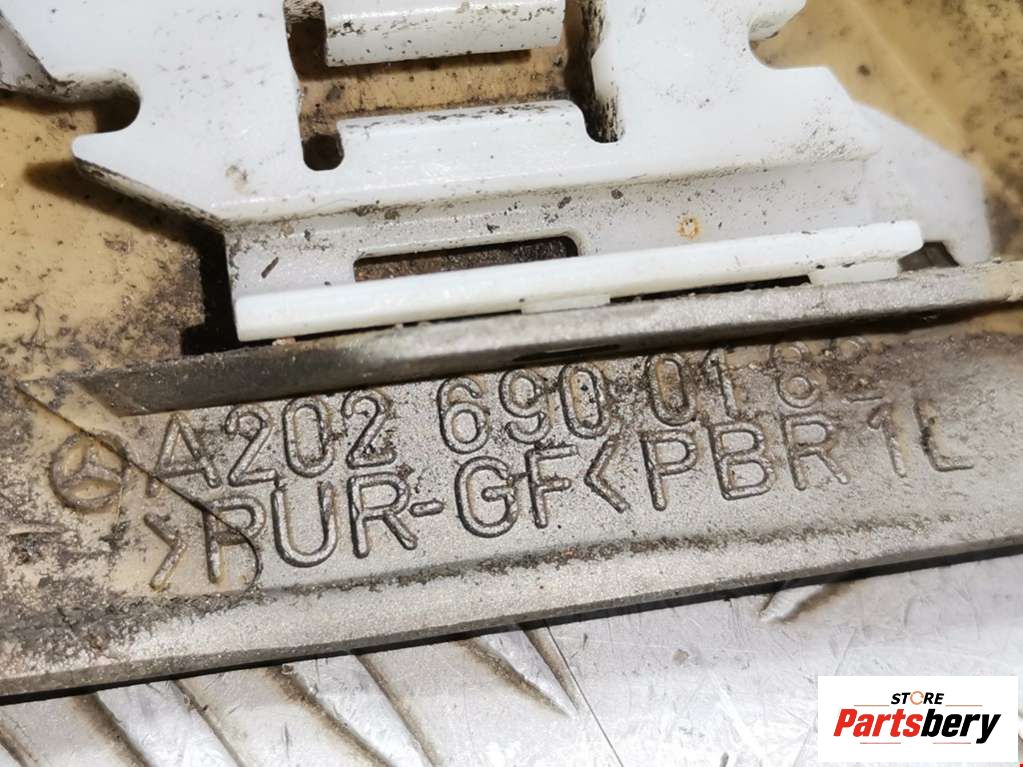 A202 690 01 82
>PUR-GF< PBR 1L
STORE
Partsbery